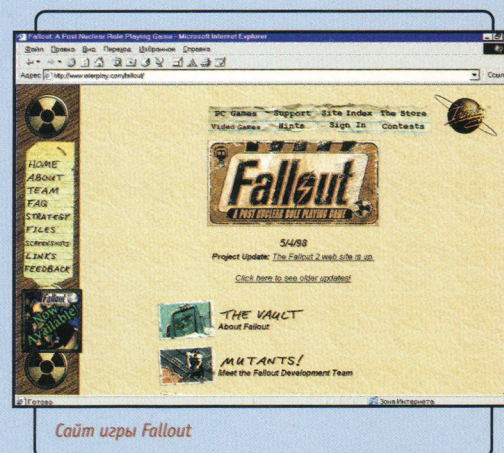 Fallout: A Post Nuclear Role Playing Game - Microsoft Internet Explorer
Файл Правка Вид Переход Избранное Справка
Адрес http://www.interplay.com/fallout/
PC Games Support Site Index The Store
Video Games Hints Sign In Contests
HOME
ABOUT
TEAM
FAQ
STRATEGY
FILES
SCREENSHOTS
LINKS
FEEDBACK
Fallout
Now Available!
Fallout
A POST NUCLEAR ROLE PLAYING GAME
5/4/98
Project Update: The Fallout 2 web site is up.
Click here to see older updates!
THE VAULT
About Fallout
MUTANTS!
Meet the Fallout Development Team
Готово
Зона Интернета
Сайт игры Fallout